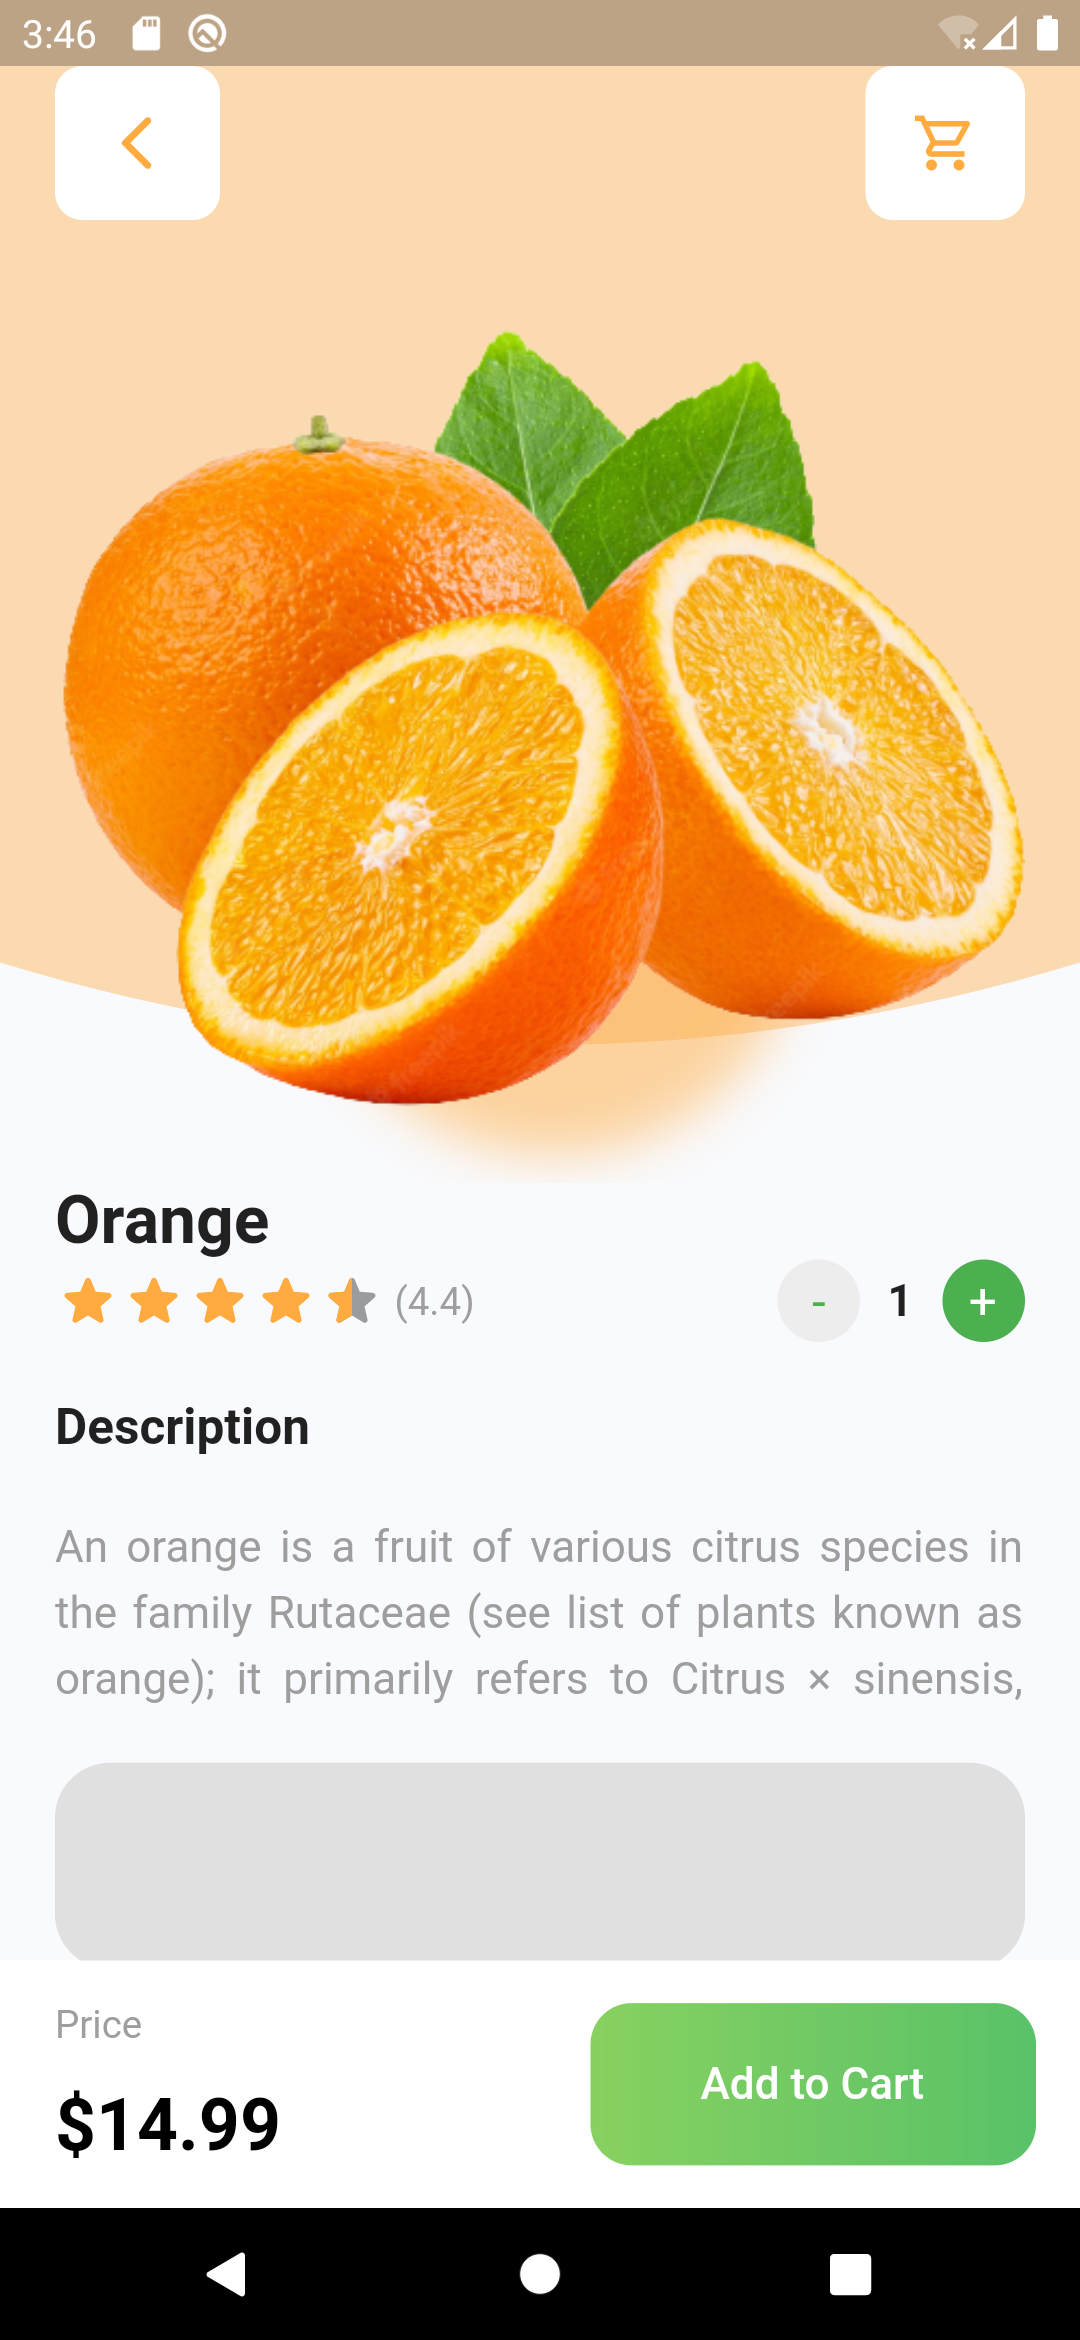 3:46
Orange
(4.4)
- 1 +
Description
An orange is a fruit of various citrus species in
the family Rutaceae (see list of plants known as
orange); it primarily refers to Citrus × sinensis,
Price
$14.99
Add to Cart